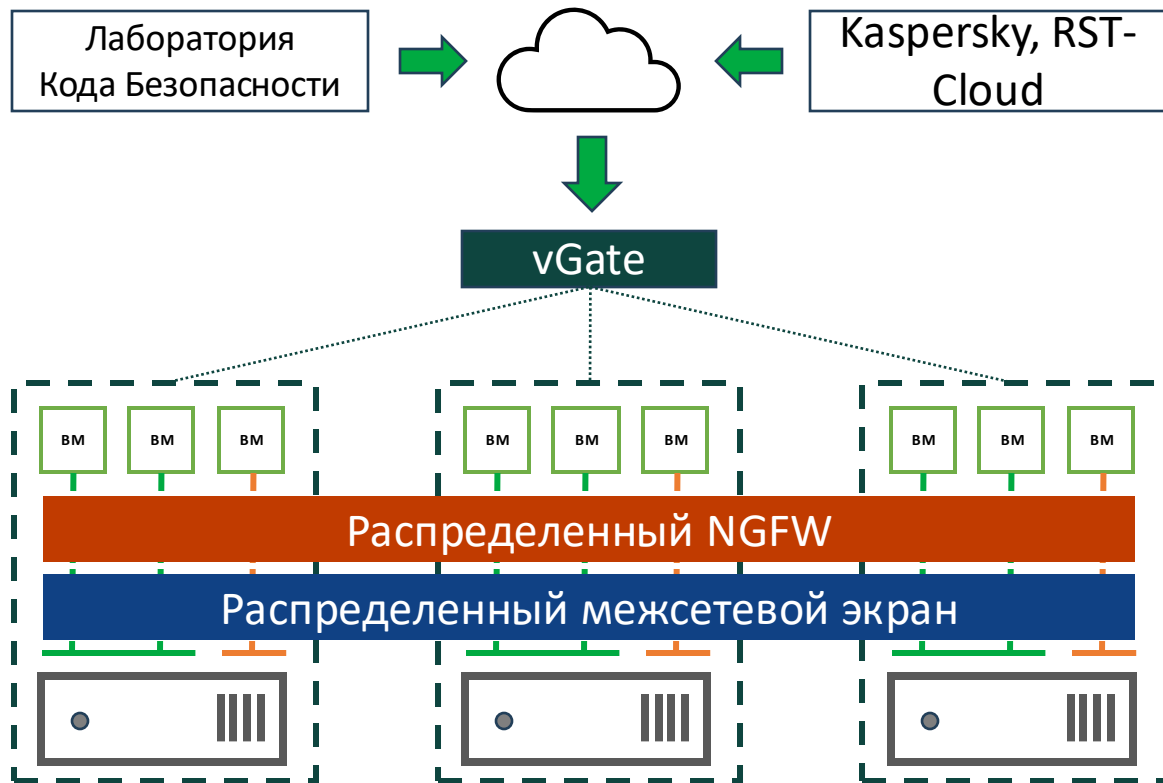 Лаборатория
Кода Безопасности
Kaspersky, RST-
Cloud
vGate
ВМ ВМ ВМ ВМ ВМ ВМ ВМ ВМ ВМ
Распределенный NGFW
Распределенный межсетевой экран